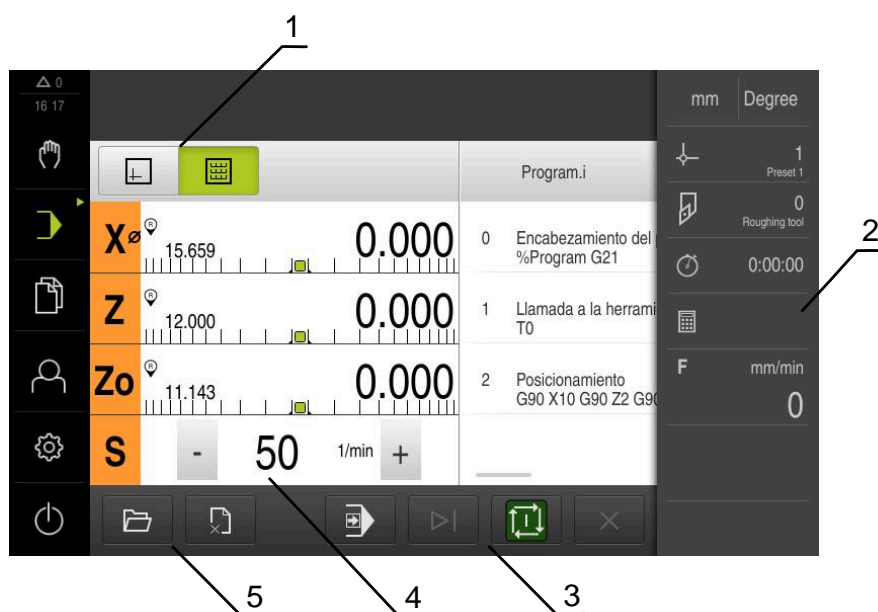 1
△ 0
16 17
mm Degree
1
Preset 1
Program.i
0
Roughing tool
2
X⌀ R 15.659 0.000
0 Encabezamiento del
%Program G21
0:00:00
Z R 12.000 0.000
1 Llamada a la herrami
T0
Zo R 11.143 0.000
2 Posicionamiento
G90 X10 G90 Z2 G90
F mm/min
0
S - 50 1/min +
5
4
3